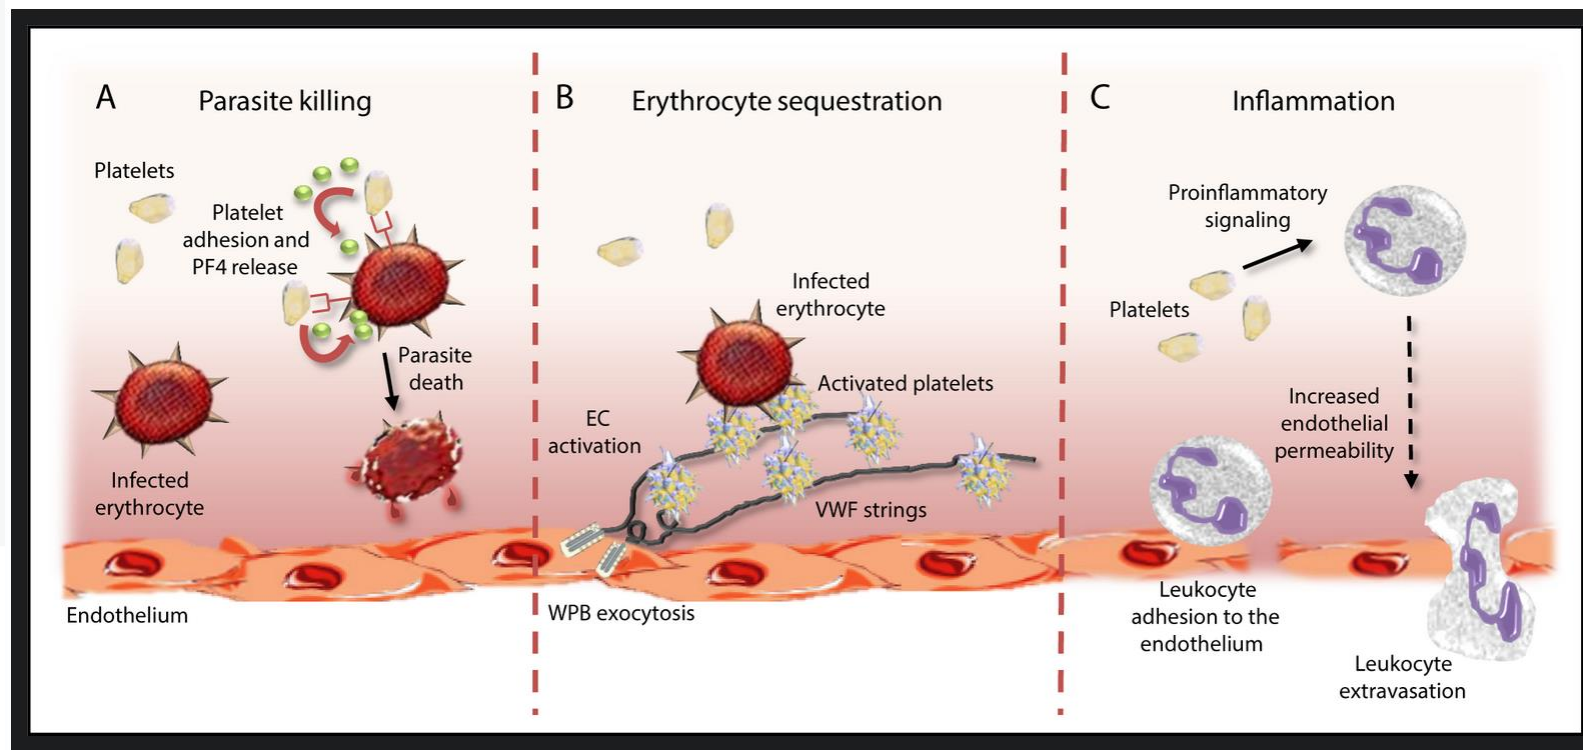 A
Parasite killing
Platelets
Platelet
adhesion and
PF4 release
Parasite
death
Infected
erythrocyte
Endothelium
B
Erythrocyte sequestration
Infected
erythrocyte
Activated platelets
EC
activation
VWF strings
WPB exocytosis
C
Inflammation
Proinflammatory
signaling
Platelets
Increased
endothelial
permeability
Leukocyte
adhesion to the
endothelium
Leukocyte
extravasation